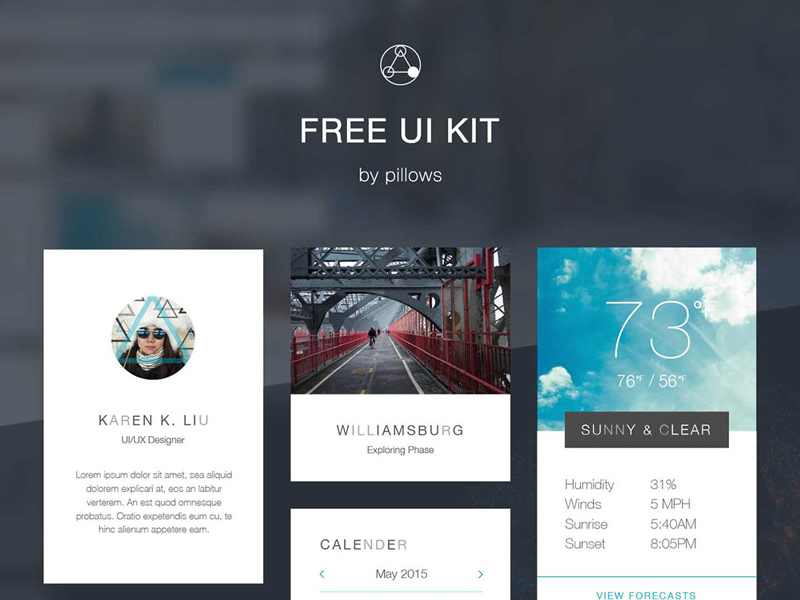 FREE UI KIT
by pillows
KAREN K. LIU
UI/UX Designer
Lorem ipsum dolor sit amet, sea aliquid
dolorem explicari at, eos an labitur
verterem. An est quod omnesque
probatus. Oratio expetendis eum cu, te
hinc alienum appetere eam.
WILLIAMSBURG
Exploring Phase
CALENDER
May 2015
73°F
76°F / 56°F
SUNNY & CLEAR
Humidity 31%
Winds 5 MPH
Sunrise 5:40AM
Sunset 8:05PM
VIEW FORECASTS